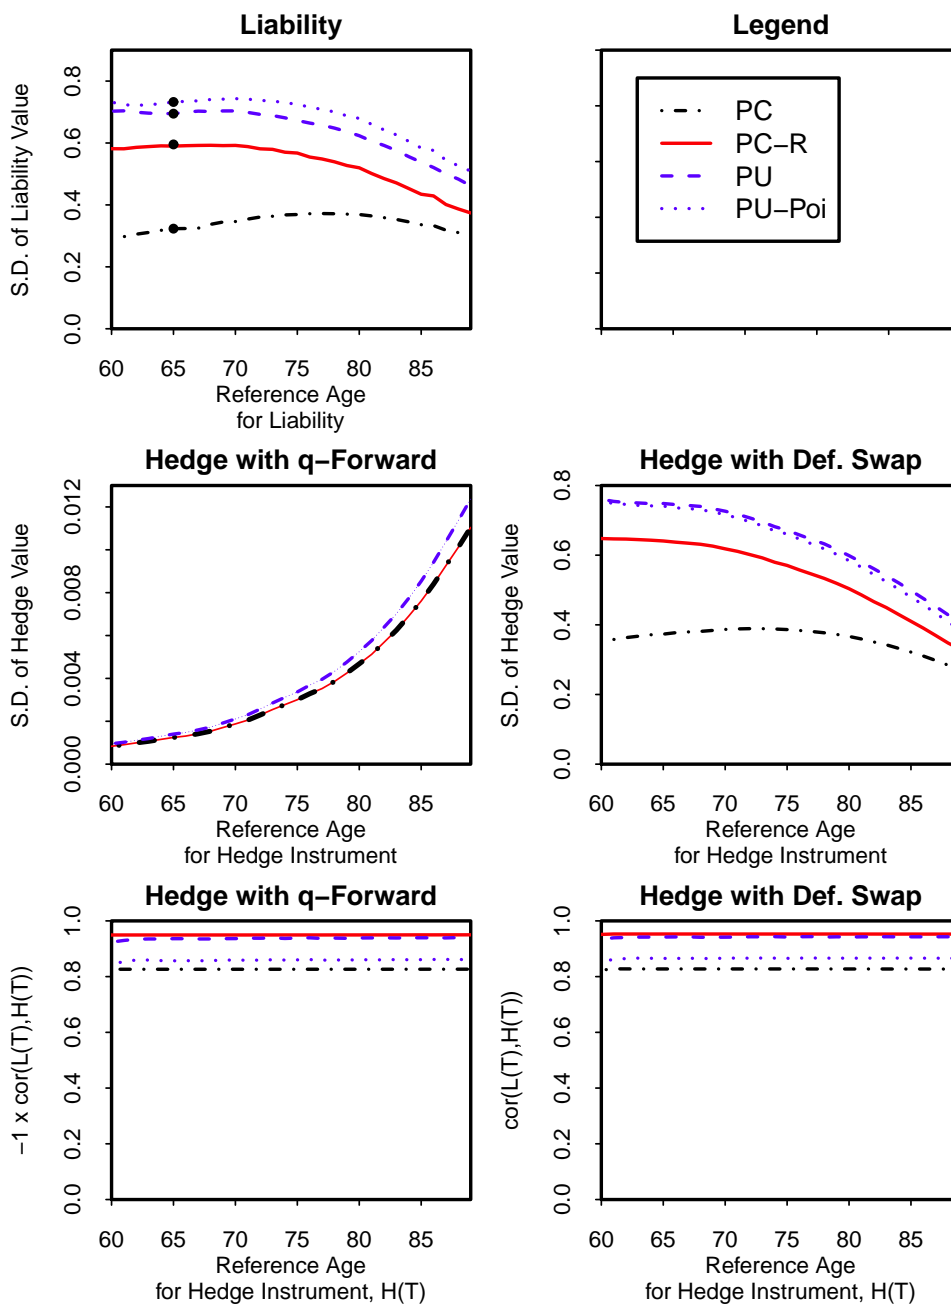 Liability
S.D. of Liability Value
0.0 0.2 0.4 0.6 0.8
60 65 70 75 80 85
Reference Age
for Liability
Legend
PC
PC−R
PU
PU−Poi
Hedge with q−Forward
S.D. of Hedge Value
0.000 0.004 0.008 0.012
60 65 70 75 80 85
Reference Age
for Hedge Instrument
Hedge with Def. Swap
S.D. of Hedge Value
0.0 0.2 0.4 0.6 0.8
60 65 70 75 80 85
Reference Age
for Hedge Instrument
Hedge with q−Forward
−1 x cor(L(T),H(T))
0.0 0.2 0.4 0.6 0.8 1.0
60 65 70 75 80 85
Reference Age
for Hedge Instrument, H(T)
Hedge with Def. Swap
cor(L(T),H(T))
0.0 0.2 0.4 0.6 0.8 1.0
60 65 70 75 80 85
Reference Age
for Hedge Instrument, H(T)